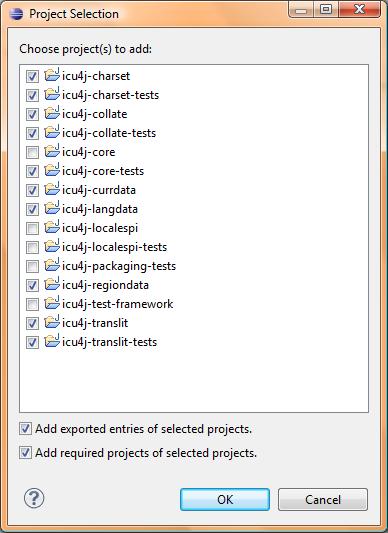 Project Selection
Choose project(s) to add:
icu4j-charset
icu4j-charset-tests
icu4j-collate
icu4j-collate-tests
icu4j-core
icu4j-core-tests
icu4j-currdata
icu4j-langdata
icu4j-localespi
icu4j-localespi-tests
icu4j-packaging-tests
icu4j-regiondata
icu4j-test-framework
icu4j-translit
icu4j-translit-tests
Add exported entries of selected projects.
Add required projects of selected projects.
? OK Cancel